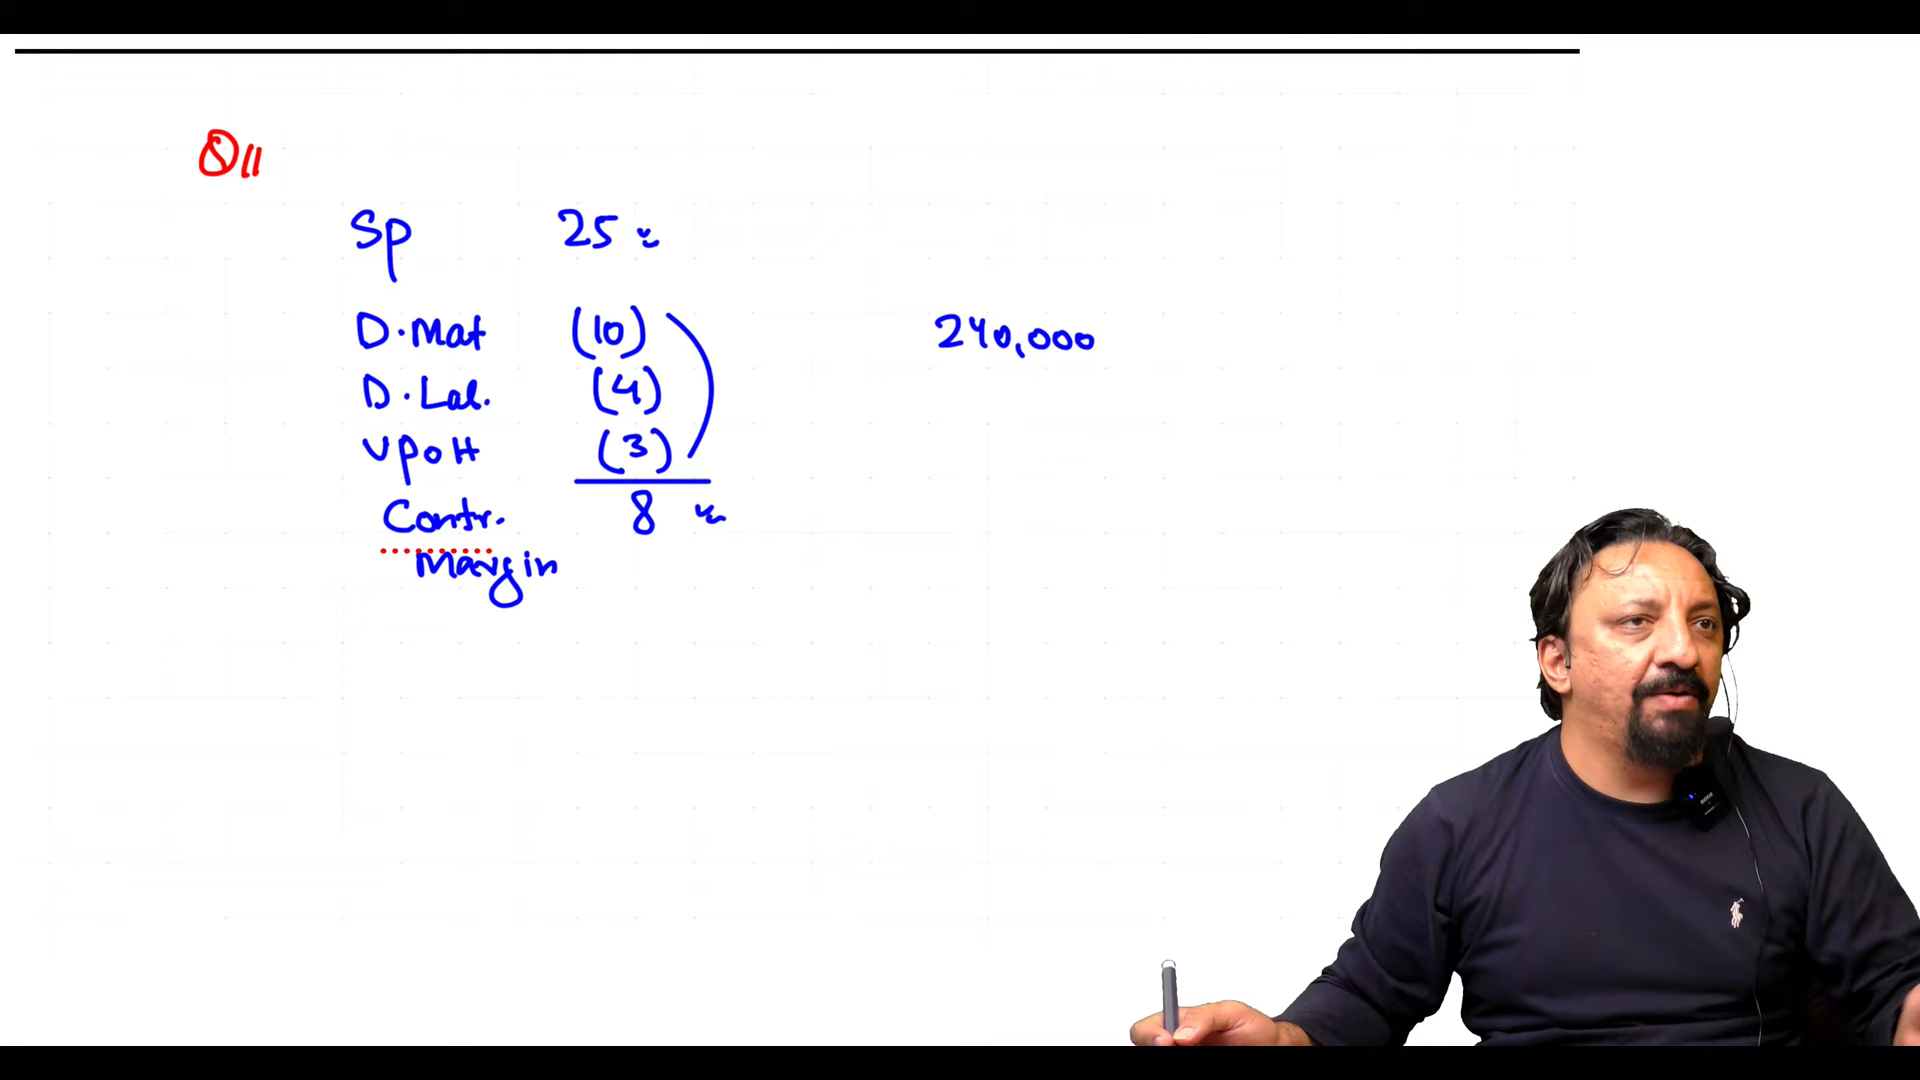 Q11
Sp 25
D.Mat (10) 240,000
D.Lab. (4)
VPOH (3)
Contr. 8
Margin